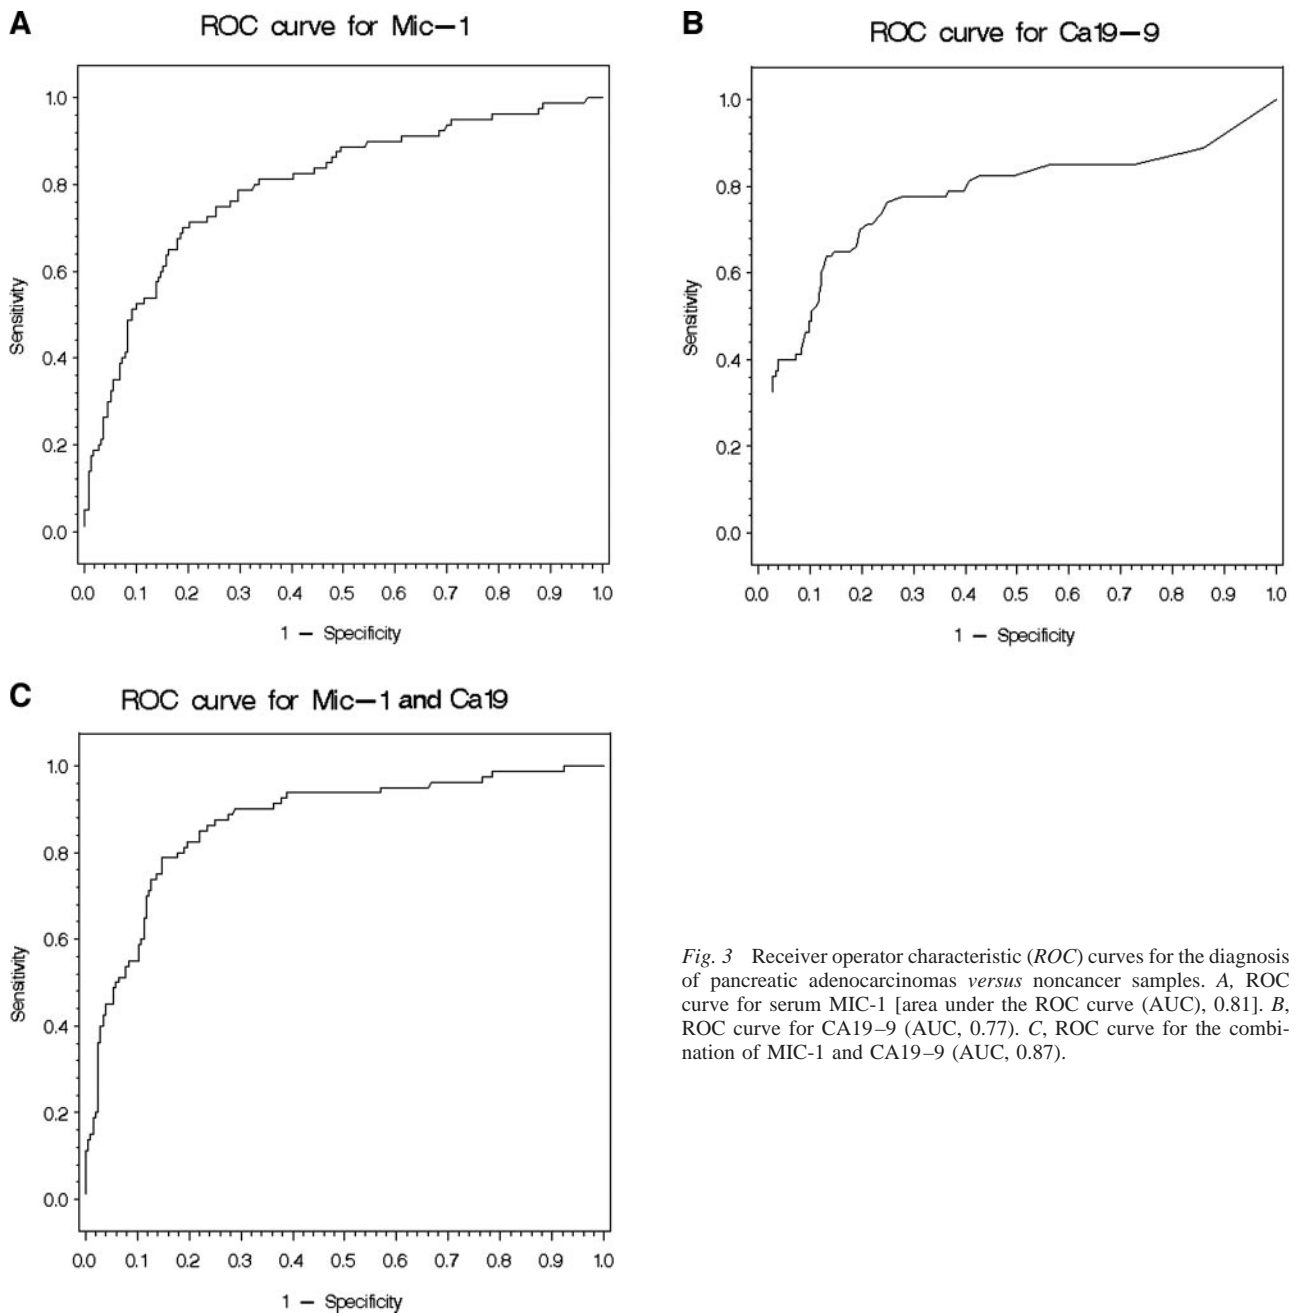 A
ROC curve for Mic—1
1.0
0.8
0.6
0.4
0.2
0.0
Sensitivity
0.0 0.1 0.2 0.3 0.4 0.5 0.6 0.7 0.8 0.9 1.0
1 — Specificity
B
ROC curve for Ca19—9
1.0
0.8
0.6
0.4
0.2
0.0
Sensitivity
0.0 0.1 0.2 0.3 0.4 0.5 0.6 0.7 0.8 0.9 1.0
1 — Specificity
C
ROC curve for Mic—1 and Ca19
1.0
0.8
0.6
0.4
0.2
0.0
Sensitivity
0.0 0.1 0.2 0.3 0.4 0.5 0.6 0.7 0.8 0.9 1.0
1 — Specificity
Fig. 3 Receiver operator characteristic (ROC) curves for the diagnosis
of pancreatic adenocarcinomas versus noncancer samples. A, ROC
curve for serum MIC-1 [area under the ROC curve (AUC), 0.81]. B,
ROC curve for CA19–9 (AUC, 0.77). C, ROC curve for the combi-
nation of MIC-1 and CA19–9 (AUC, 0.87).